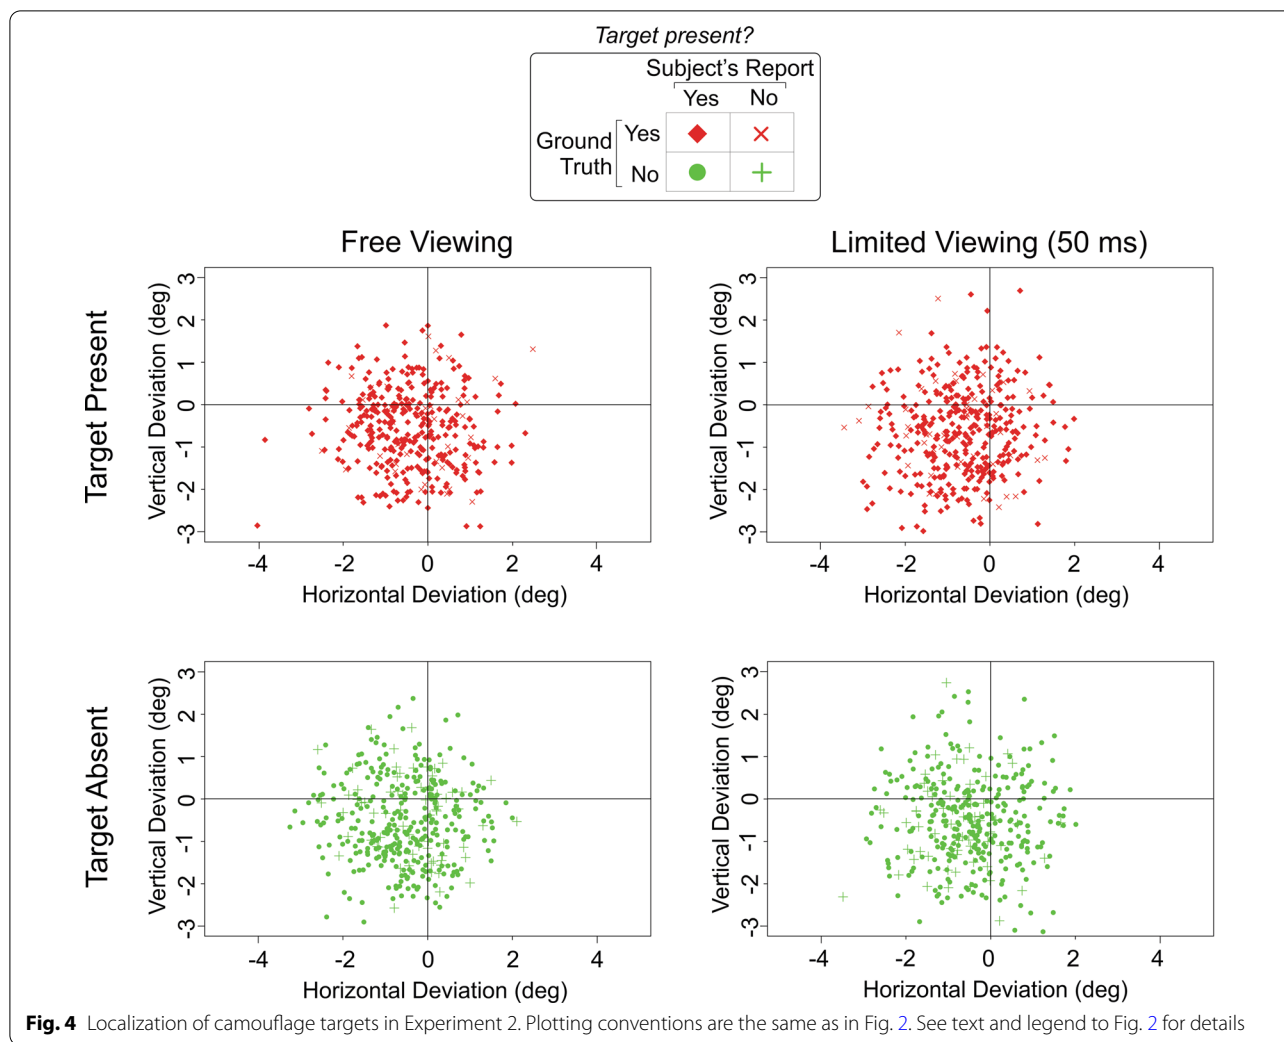 Target present?
Subject's Report
Yes No
Ground Truth
Yes
No
Free Viewing
Limited Viewing (50 ms)
Target Present
Vertical Deviation (deg)
3
2
1
0
-1
-2
-3
-4 -2 0 2 4
Horizontal Deviation (deg)
Vertical Deviation (deg)
3
2
1
0
-1
-2
-3
-4 -2 0 2 4
Horizontal Deviation (deg)
Target Absent
Vertical Deviation (deg)
3
2
1
0
-1
-2
-3
-4 -2 0 2 4
Horizontal Deviation (deg)
Vertical Deviation (deg)
3
2
1
0
-1
-2
-3
-4 -2 0 2 4
Horizontal Deviation (deg)
Fig. 4 Localization of camouflage targets in Experiment 2. Plotting conventions are the same as in Fig. 2. See text and legend to Fig. 2 for details